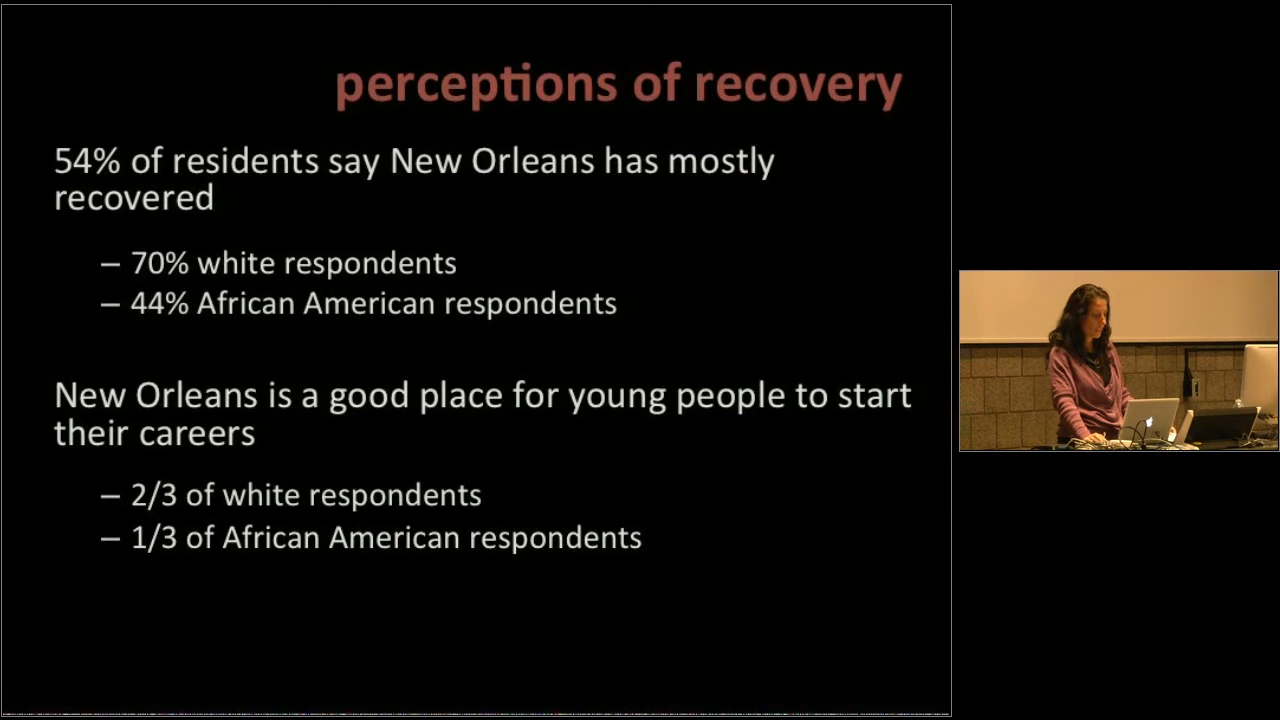 perceptions of recovery
54% of residents say New Orleans has mostly
recovered
– 70% white respondents
– 44% African American respondents
New Orleans is a good place for young people to start
their careers
– 2/3 of white respondents
– 1/3 of African American respondents